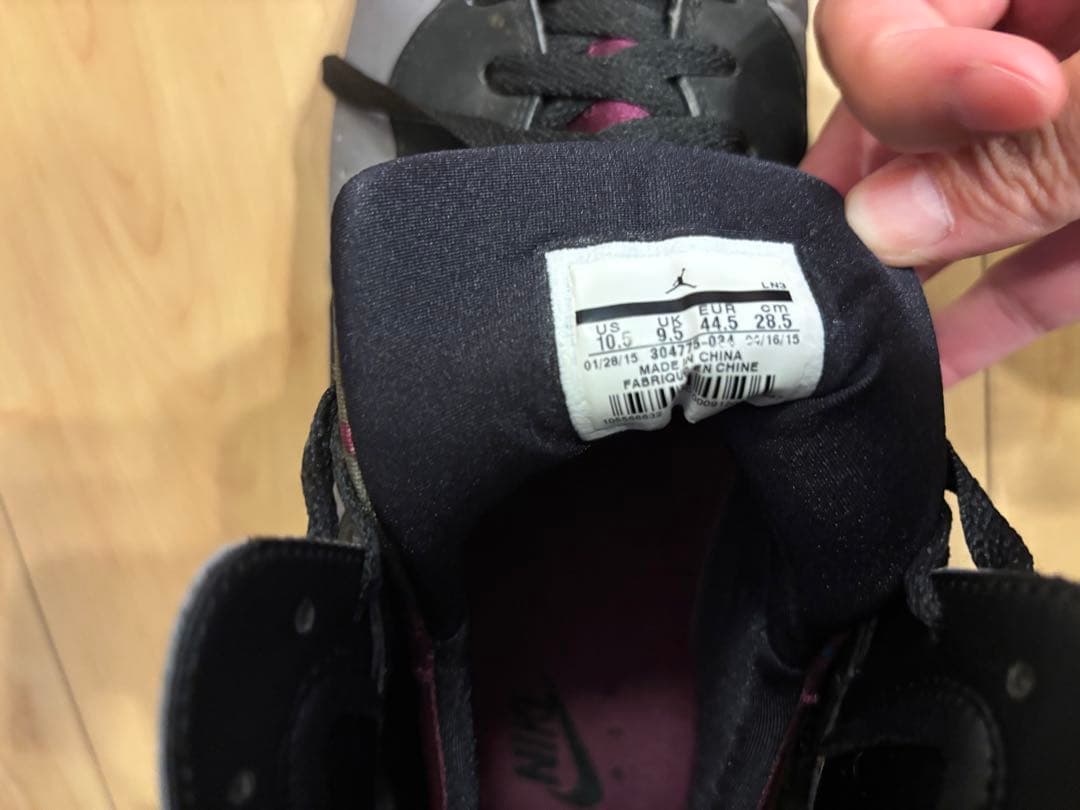 LN3
US UK EUR cm
10.5 9.5 44.5 28.5
01/28/15 304775-034 04/16/15
MADE IN CHINA
FABRIQUE EN CHINE
NIKE